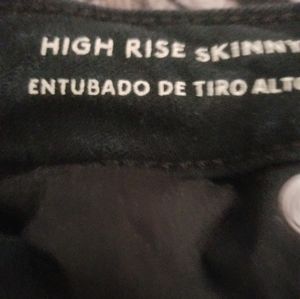 HIGH RISE SKINNY
ENTUBADO DE TIRO ALTO